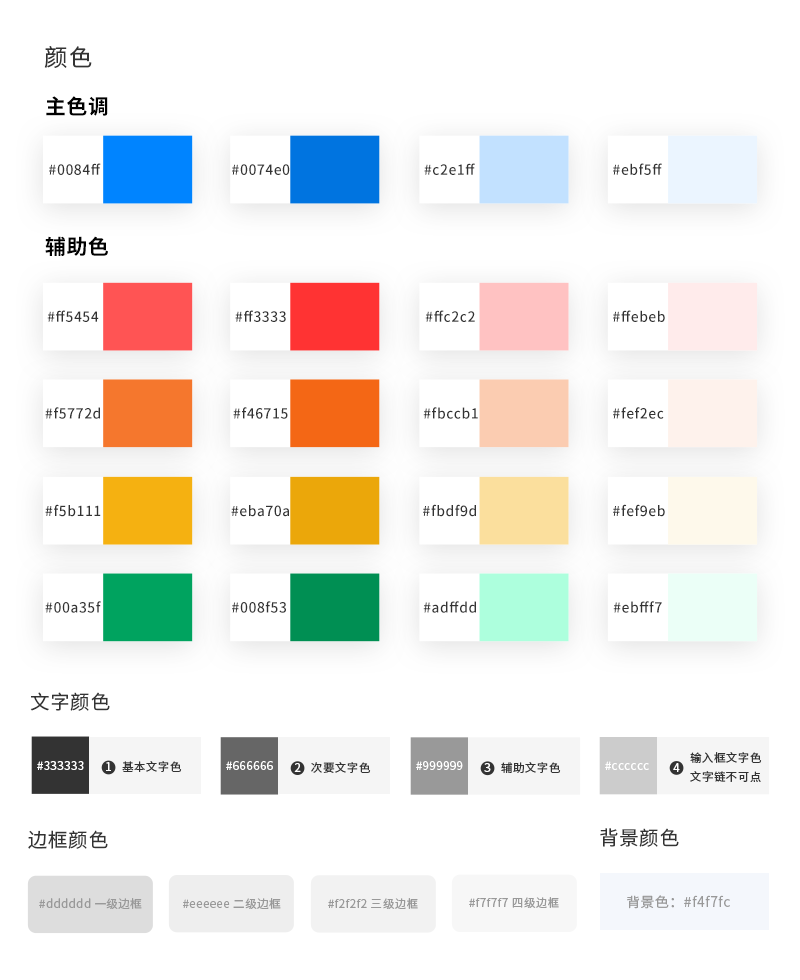 颜色
主色调
#0084ff #0074e0 #c2e1ff #ebf5ff
辅助色
#ff5454 #ff3333 #ffc2c2 #ffebeb
#f5772d #f46715 #fbccb1 #fef2ec
#f5b111 #eba70a #fbdf9d #fef9eb
#00a35f #008f53 #adffdd #ebfff7
文字颜色
#333333 1 基本文字色
#666666 2 次要文字色
#999999 3 辅助文字色
#cccccc 4 输入框文字色
文字链不可点
边框颜色
#dddddd 一级边框 #eeeeee 二级边框 #f2f2f2 三级边框 #f7f7f7 四级边框
背景颜色
背景色：#f4f7fc